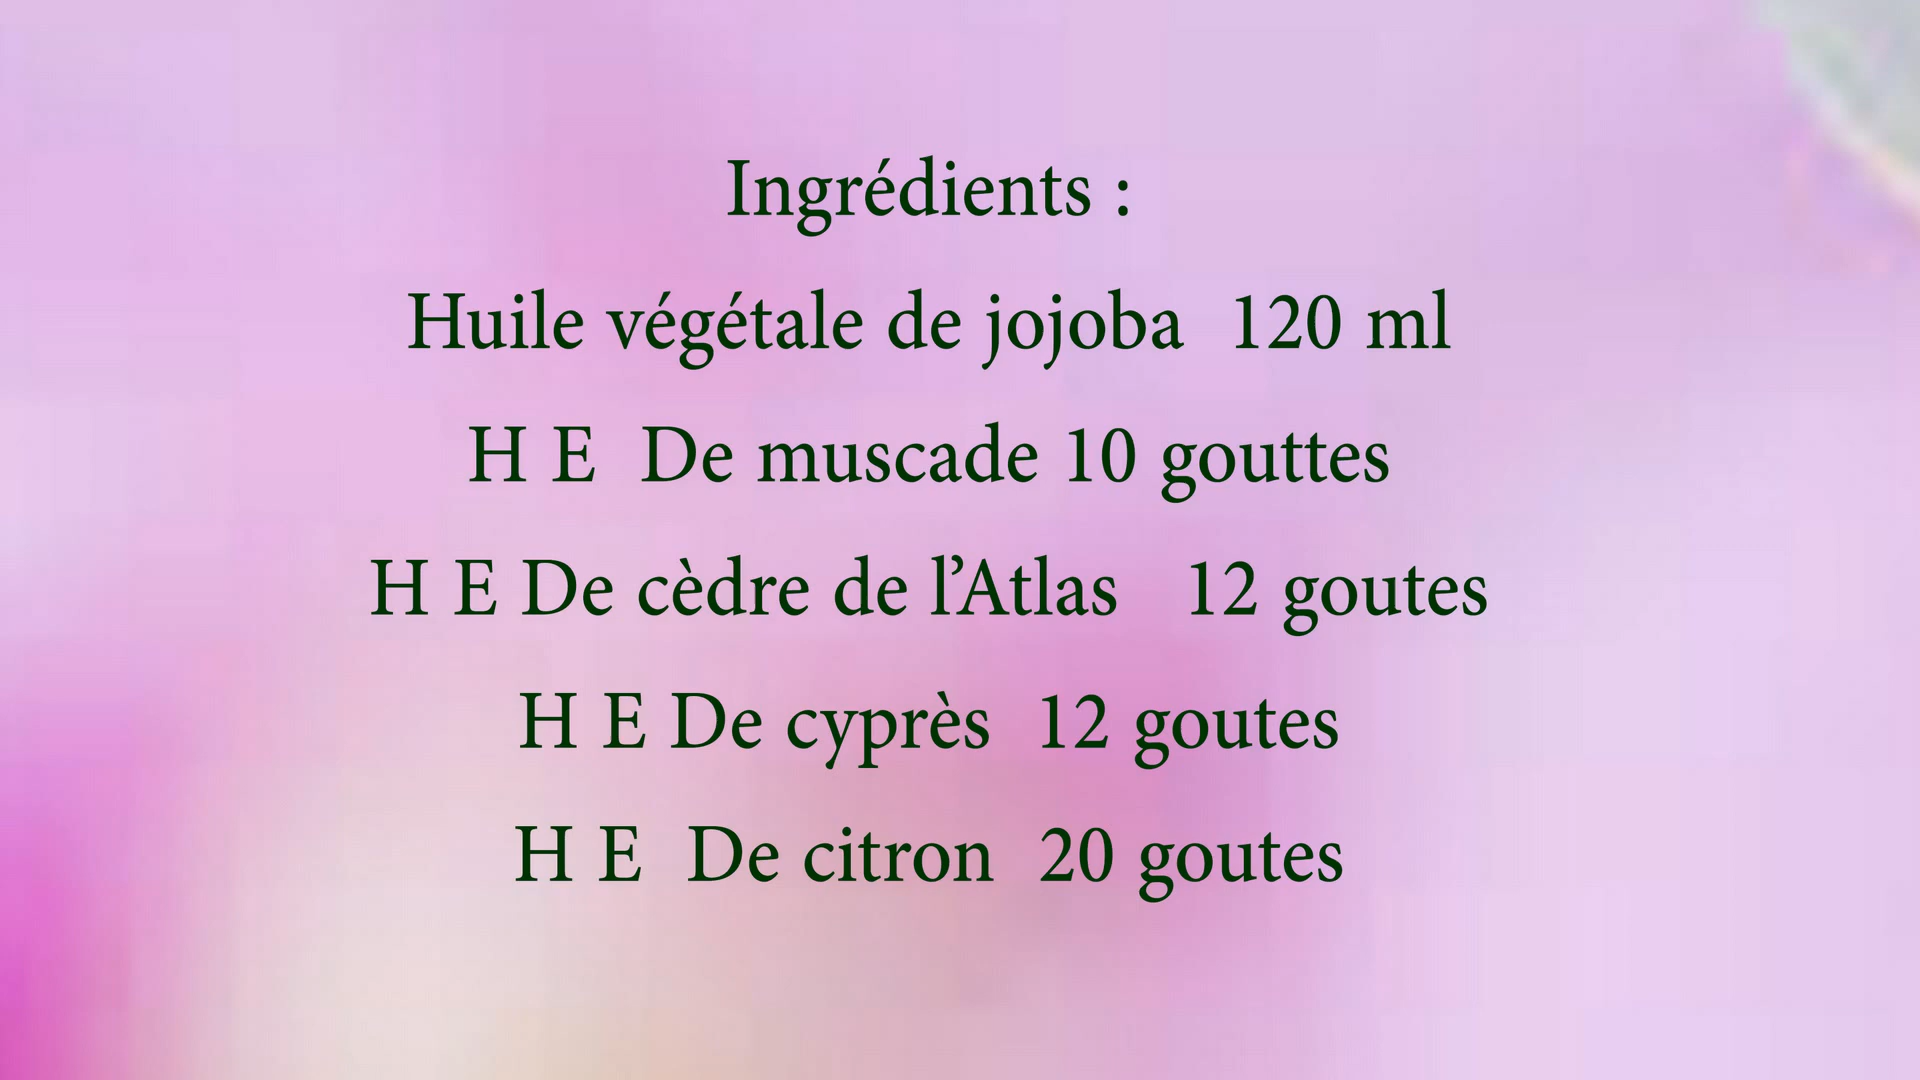 Ingrédients :
Huile végétale de jojoba  120 ml
H E  De muscade 10 gouttes
H E De cèdre de l’Atlas   12 goutes
H E De cyprès  12 goutes
H E  De citron  20 goutes